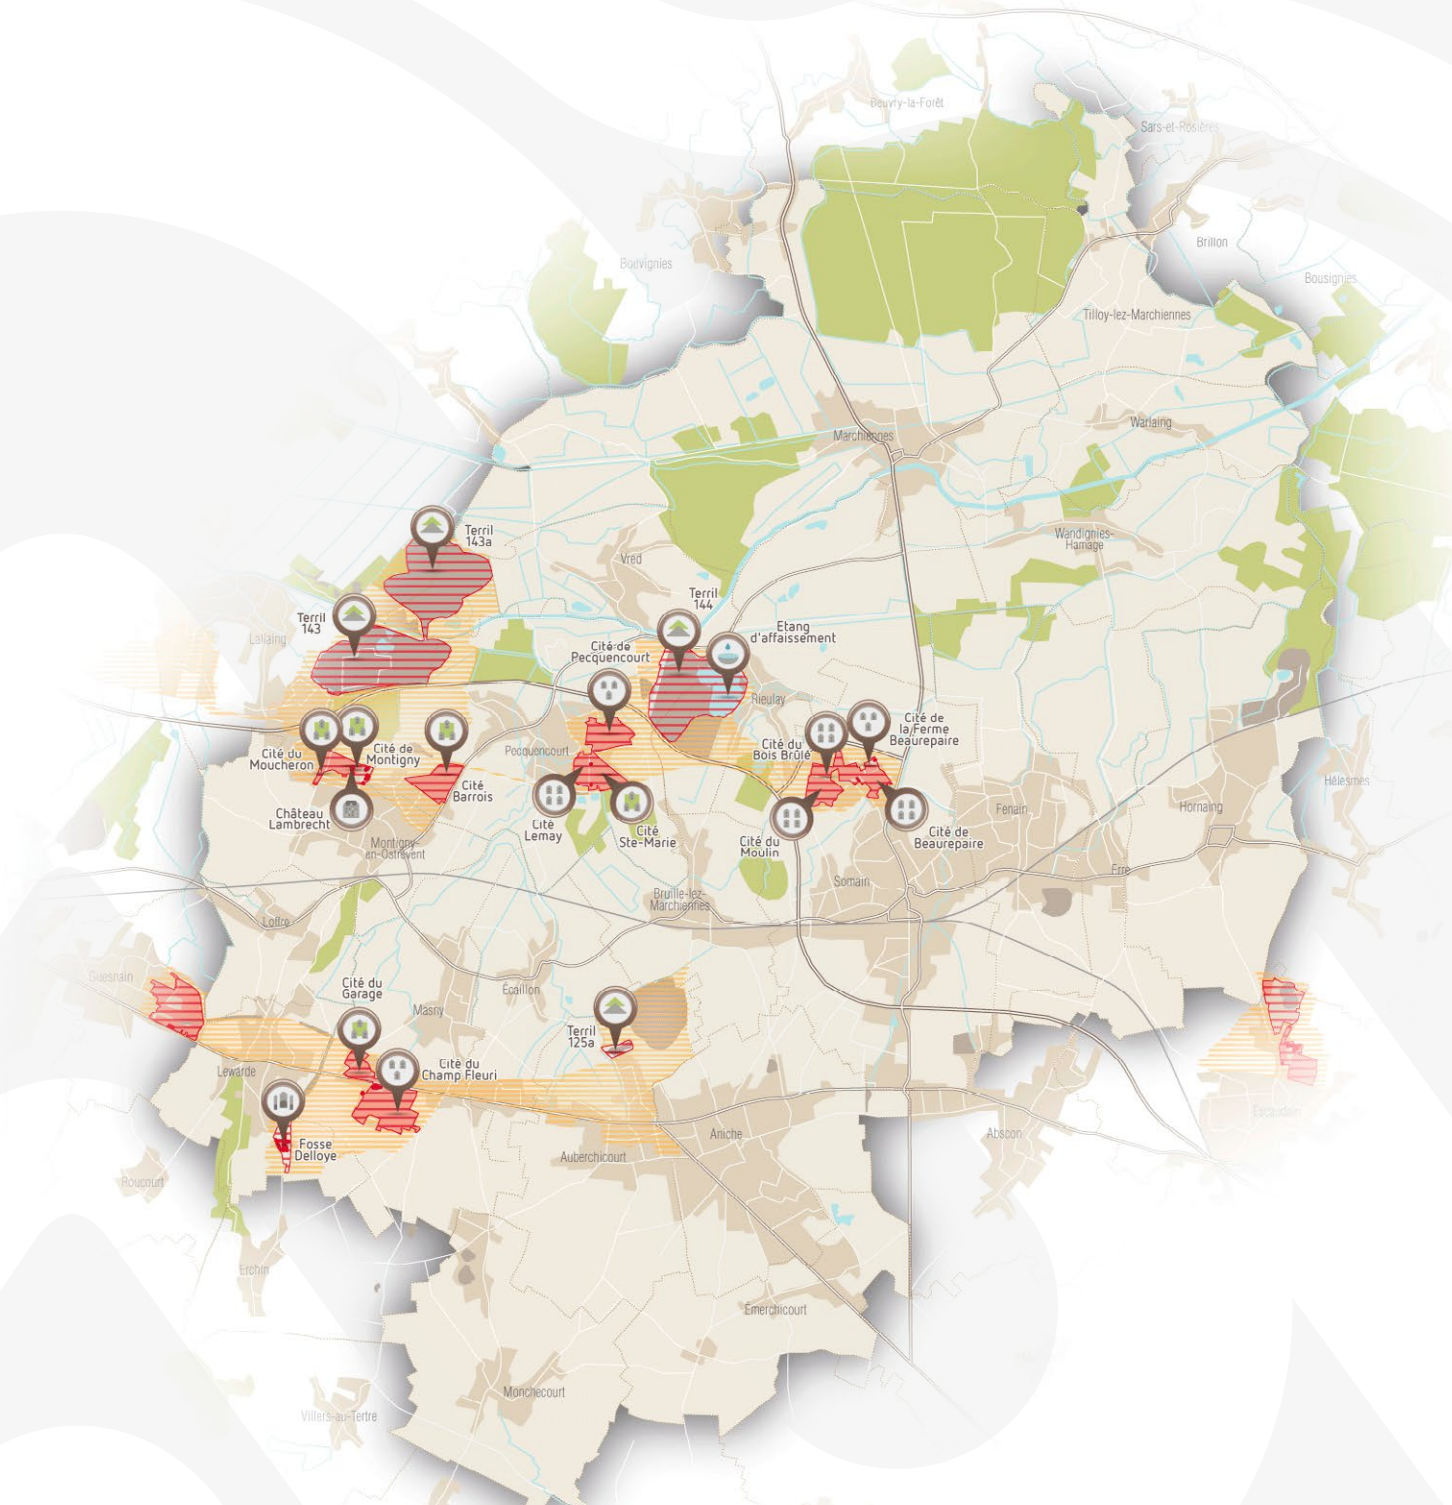 Beuvry-la-Forêt
Sars-et-Rosières
Brillon
Bouvignies
Bousignies
Tilloy-lez-Marchiennes
Marchiennes
Warlaing
Terril
143a
Wandignies-
Hamage
Vred
Terril
144
Terril
143
Lallaing
Etang
d'affaissement
Cité de
Pecquencourt
Rieulay
Cité de
la Ferme
Beaurepaire
Cité du
Bois Brûlé
Cité du
Moucheron
Cité de
Montigny
Pecquencourt
Cité
Barrois
Hélesmes
Château
Lambrecht
Fenain
Hornaing
Cité
Lemay
Cité
Ste-Marie
Cité du
Moulin
Cité de
Beaurepaire
Montigny-
en-Ostrevent
Erre
Somain
Bruille-lez-
Marchiennes
Loffre
Guesnain
Cité du
Garage
Écaillon
Masny
Terril
125a
Lewarde
Cité du
Champ Fleuri
Escaudain
Aniche
Abscon
Fosse
Delloye
Auberchicourt
Roucourt
Erchin
Émerchicourt
Monchecourt
Villers-au-Tertre